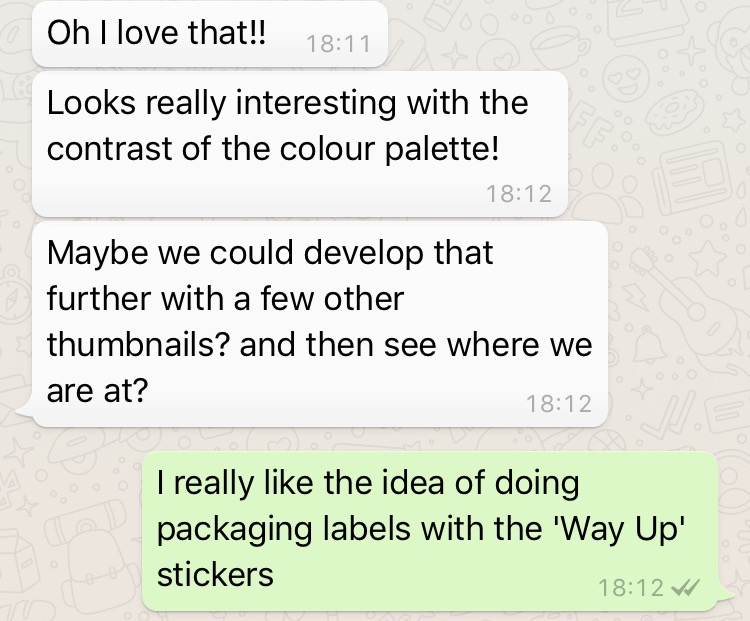 Oh I love that!! 18:11
Looks really interesting with the
contrast of the colour palette!
18:12
Maybe we could develop that
further with a few other
thumbnails? and then see where we
are at? 18:12
I really like the idea of doing
packaging labels with the 'Way Up'
stickers 18:12